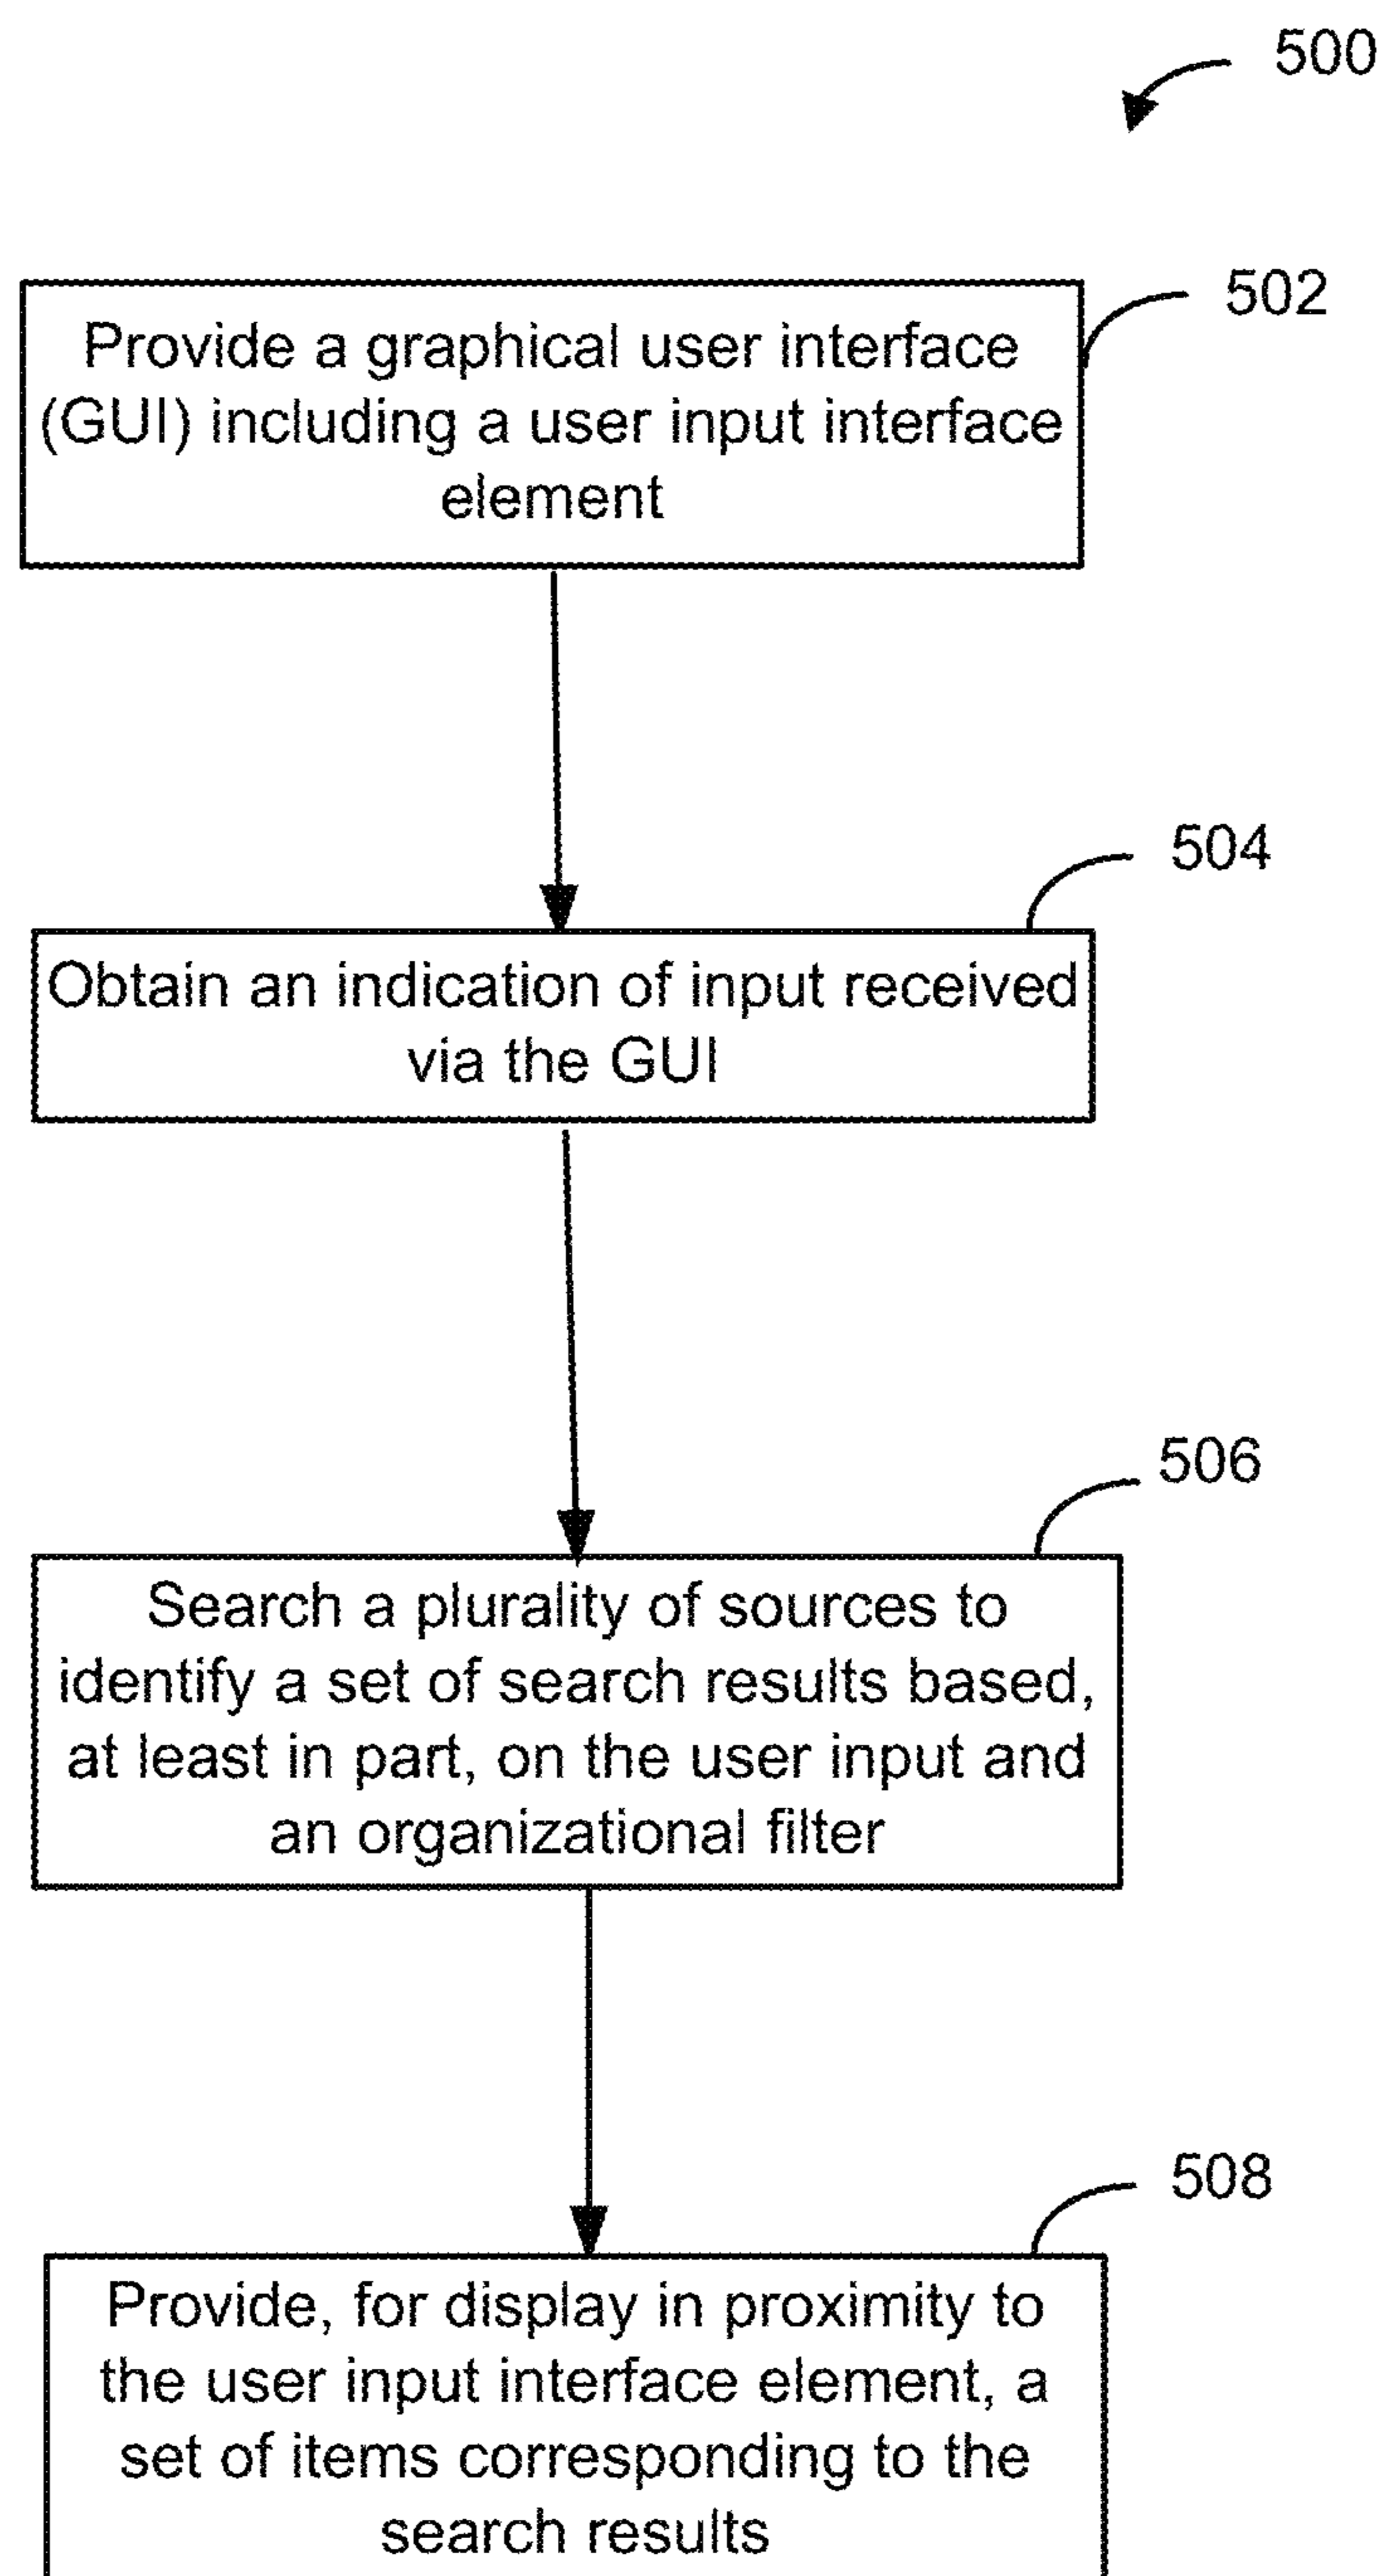 500
502
Provide a graphical user interface
(GUI) including a user input interface
element
504
Obtain an indication of input received
via the GUI
506
Search a plurality of sources to
identify a set of search results based,
at least in part, on the user input and
an organizational filter
508
Provide, for display in proximity to
the user input interface element, a
set of items corresponding to the
search results